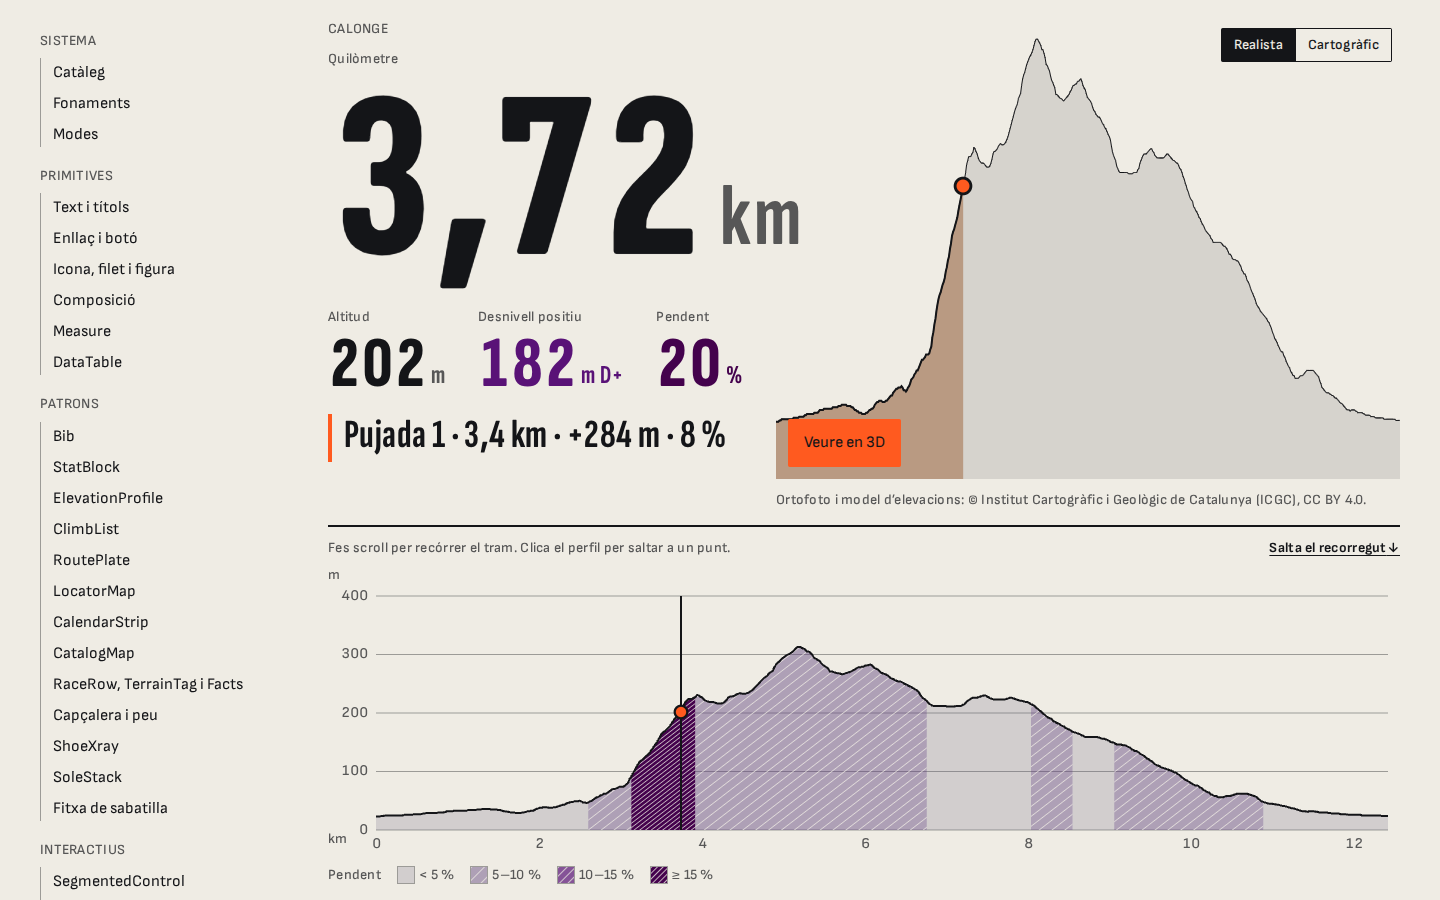 SISTEMA
Catàleg
Fonaments
Modes
PRIMITIVES
Text i títols
Enllaç i botó
Icona, filet i figura
Composició
Measure
DataTable
PATRONS
Bib
StatBlock
ElevationProfile
ClimbList
RoutePlate
LocatorMap
CalendarStrip
CatalogMap
RaceRow, TerrainTag i Facts
Capçalera i peu
ShoeXray
SoleStack
Fitxa de sabatilla
INTERACTIUS
SegmentedControl
CALONGE
Quilòmetre
3,72 km
Altitud
202 m
Desnivell positiu
182 m D+
Pendent
20 %
Pujada 1 · 3,4 km · +284 m · 8 %
Realista
Cartogràfic
Veure en 3D
Ortofoto i model d'elevacions: © Institut Cartogràfic i Geològic de Catalunya (ICGC), CC BY 4.0.
Fes scroll per recórrer el tram. Clica el perfil per saltar a un punt.
Salta el recorregut ↓
m
400
300
200
100
0
km 0 2 4 6 8 10 12
Pendent < 5 % 5–10 % 10–15 % ≥ 15 %